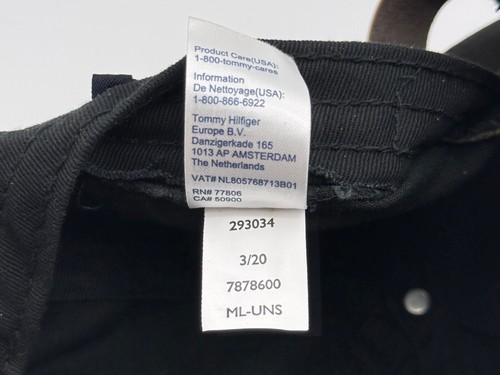 Product Care(USA):
1-800-tommy-cares
Information
De Nettoyage(USA):
1-800-866-6922
Tommy Hilfiger
Europe B.V.
Danzigerkade 165
1013 AP AMSTERDAM
The Netherlands
VAT# NL805768713B01
RN# 77806
CA# 50900
293034
3/20
7878600
ML-UNS